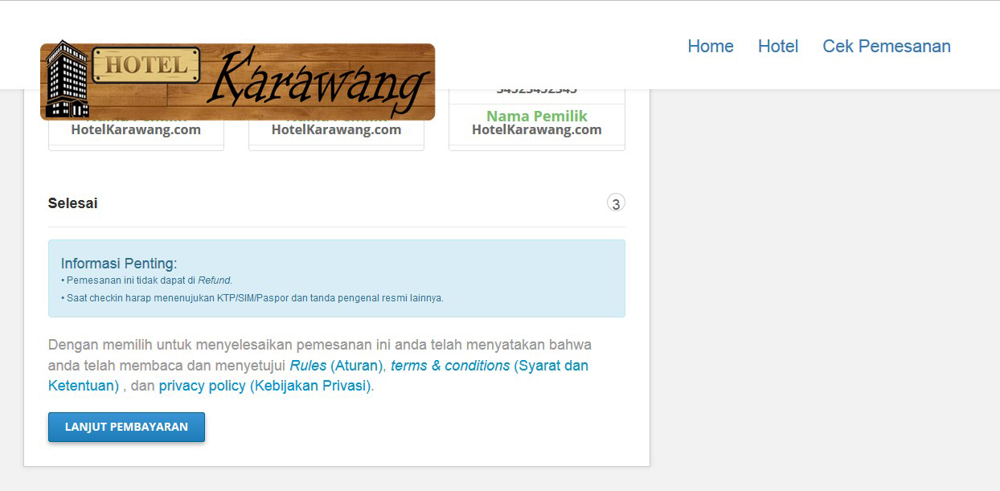 HOTEL Karawang
Home Hotel Cek Pemesanan
Nama Pemilik
HotelKarawang.com HotelKarawang.com HotelKarawang.com
Selesai 3
Informasi Penting:
• Pemesanan ini tidak dapat di Refund.
• Saat checkin harap menenujukan KTP/SIM/Paspor dan tanda pengenal resmi lainnya.
Dengan memilih untuk menyelesaikan pemesanan ini anda telah menyatakan bahwa
anda telah membaca dan menyetujui Rules (Aturan), terms & conditions (Syarat dan
Ketentuan) , dan privacy policy (Kebijakan Privasi).
LANJUT PEMBAYARAN